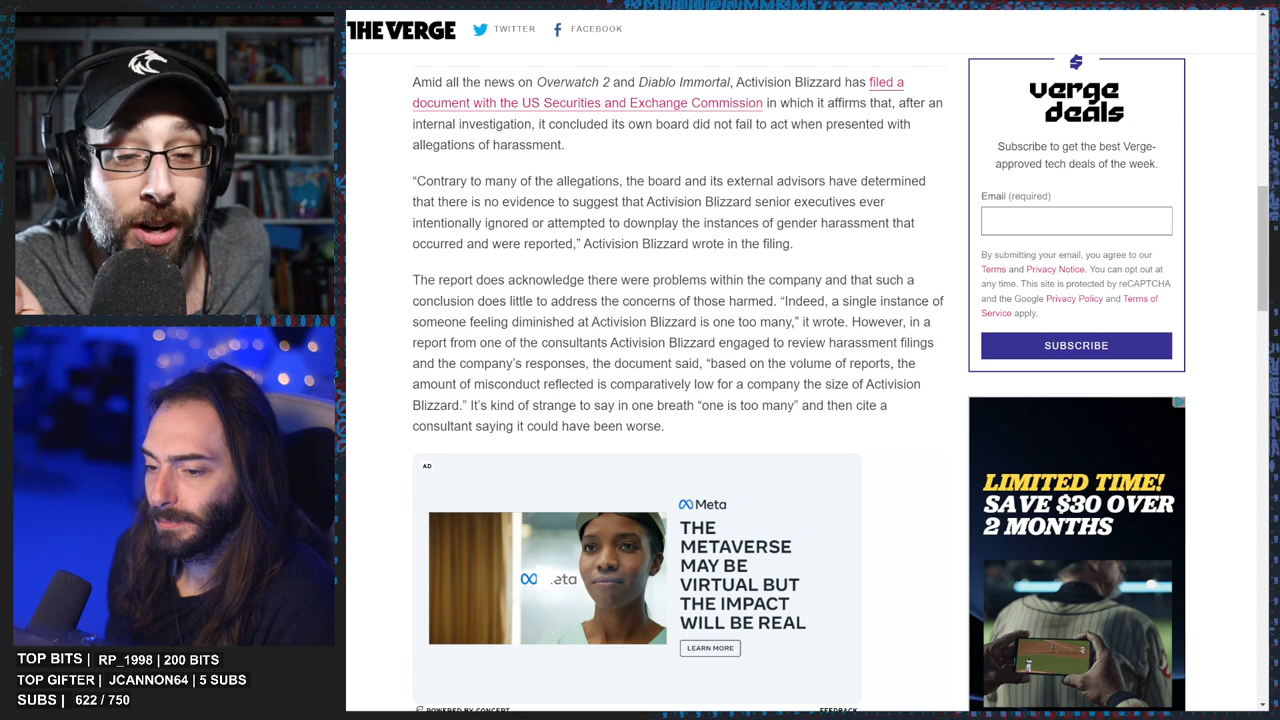 THE VERGE
TWITTER
FACEBOOK
Amid all the news on Overwatch 2 and Diablo Immortal, Activision Blizzard has filed a
document with the US Securities and Exchange Commission in which it affirms that, after an
internal investigation, it concluded its own board did not fail to act when presented with
allegations of harassment.
“Contrary to many of the allegations, the board and its external advisors have determined
that there is no evidence to suggest that Activision Blizzard senior executives ever
intentionally ignored or attempted to downplay the instances of gender harassment that
occurred and were reported,” Activision Blizzard wrote in the filing.
The report does acknowledge there were problems within the company and that such a
conclusion does little to address the concerns of those harmed. “Indeed, a single instance of
someone feeling diminished at Activision Blizzard is one too many,” it wrote. However, in a
report from one of the consultants Activision Blizzard engaged to review harassment filings
and the company’s responses, the document said, “based on the volume of reports, the
amount of misconduct reflected is comparatively low for a company the size of Activision
Blizzard.” It’s kind of strange to say in one breath “one is too many” and then cite a
consultant saying it could have been worse.
AD
Meta
THE
METAVERSE
MAY BE
VIRTUAL BUT
THE IMPACT
WILL BE REAL
LEARN MORE
POWERED BY CONCERT
FEEDBACK
verge
deals
Subscribe to get the best Verge-
approved tech deals of the week.
Email (required)
By submitting your email, you agree to our
Terms and Privacy Notice. You can opt out at
any time. This site is protected by reCAPTCHA
and the Google Privacy Policy and Terms of
Service apply.
SUBSCRIBE
LIMITED TIME!
SAVE $30 OVER
2 MONTHS
TOP BITS | RP_1998 | 200 BITS
TOP GIFTER | JCANNON64 | 5 SUBS
SUBS | 622 / 750